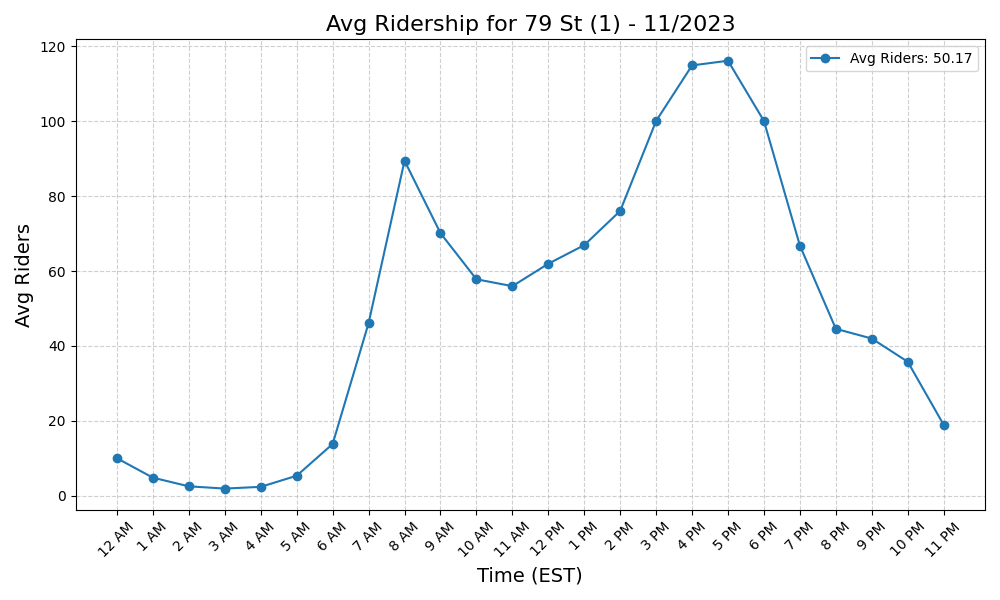 Avg Ridership for 79 St (1) - 11/2023
Avg Riders: 50.17
Avg Riders
120
100
80
60
40
20
0
12 AM
1 AM
2 AM
3 AM
4 AM
5 AM
6 AM
7 AM
8 AM
9 AM
10 AM
11 AM
12 PM
1 PM
2 PM
3 PM
4 PM
5 PM
6 PM
7 PM
8 PM
9 PM
10 PM
11 PM
Time (EST)